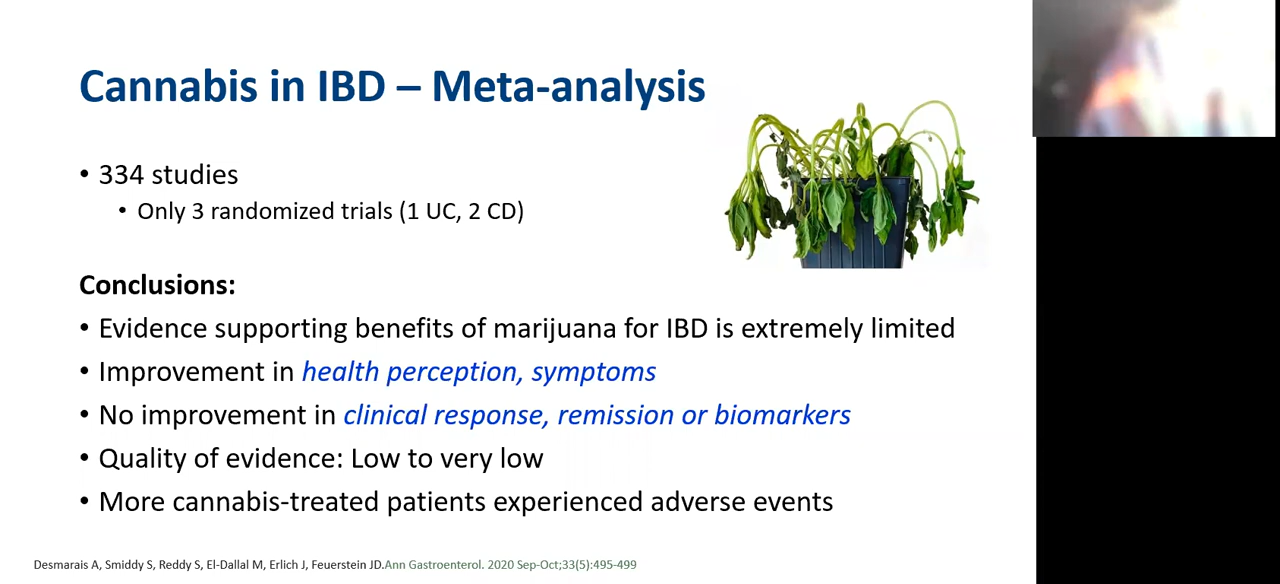 Cannabis in IBD – Meta-analysis
• 334 studies
• Only 3 randomized trials (1 UC, 2 CD)
Conclusions:
• Evidence supporting benefits of marijuana for IBD is extremely limited
• Improvement in health perception, symptoms
• No improvement in clinical response, remission or biomarkers
• Quality of evidence: Low to very low
• More cannabis-treated patients experienced adverse events
Desmarais A, Smiddy S, Reddy S, El-Dallal M, Erlich J, Feuerstein JD.Ann Gastroenterol. 2020 Sep-Oct;33(5):495-499